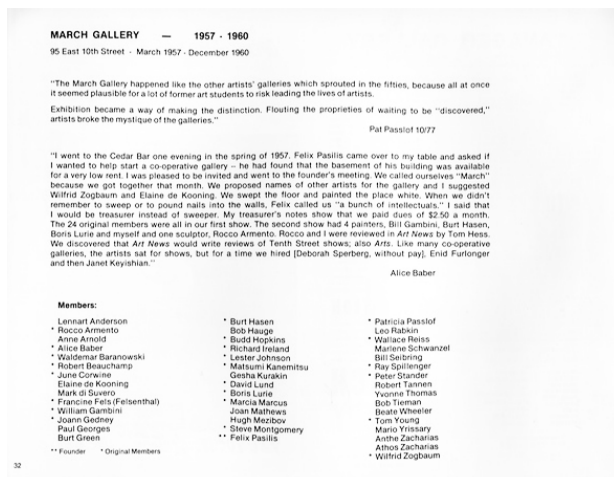 MARCH GALLERY — 1957 - 1960
95 East 10th Street - March 1957 - December 1960
"The March Gallery happened like the other artists' galleries which sprouted in the fifties, because all at once
it seemed plausible for a lot of former art students to risk leading the lives of artists.
Exhibition became a way of making the distinction. Flouting the proprieties of waiting to be "discovered,"
artists broke the mystique of the galleries."
Pat Passlof 10/77
"I went to the Cedar Bar one evening in the spring of 1957. Felix Pasilis came over to my table and asked if
I wanted to help start a co-operative gallery -- he had found that the basement of his building was available
for a very low rent. I was pleased to be invited and went to the founder's meeting. We called ourselves "March"
because we got together that month. We proposed names of other artists for the gallery and I suggested
Wilfrid Zogbaum and Elaine de Kooning. We swept the floor and painted the place white. When we didn't
remember to sweep or to pound nails into the walls, Felix called us "a bunch of intellectuals." I said that
I would be treasurer instead of sweeper. My treasurer's notes show that we paid dues of $2.50 a month.
The 24 original members were all in our first show. The second show had 4 painters, Bill Gambini, Burt Hasen,
Boris Lurie and myself and one sculptor, Rocco Armento. Rocco and I were reviewed in Art News by Tom Hess.
We discovered that Art News would write reviews of Tenth Street shows; also Arts. Like many co-operative
galleries, the artists sat for shows, but for a time we hired [Deborah Sperberg, without pay], Enid Furlonger
and then Janet Keyishian."
Alice Baber
Members:
Lennart Anderson
* Rocco Armento
Anne Arnold
* Alice Baber
* Waldemar Baranowski
* Robert Beauchamp
* June Corwine
Elaine de Kooning
Mark di Suvero
* Francine Fels (Felsenthal)
* William Gambini
* Joann Gedney
Paul Georges
Burt Green
* Burt Hasen
Bob Hauge
* Budd Hopkins
* Richard Ireland
* Lester Johnson
* Matsumi Kanemitsu
Gesha Kurakin
* David Lund
* Boris Lurie
* Marcia Marcus
Joan Mathews
Hugh Mezibov
* Steve Montgomery
** Felix Pasilis
* Patricia Passlof
Leo Rabkin
* Wallace Reiss
Marlene Schwanzel
Bill Seibring
* Ray Spillenger
* Peter Stander
Robert Tannen
Yvonne Thomas
Bob Tieman
Beate Wheeler
* Tom Young
Mario Yrissary
Anthe Zacharias
Athos Zacharias
* Wilfrid Zogbaum
** Founder * Original Members
32